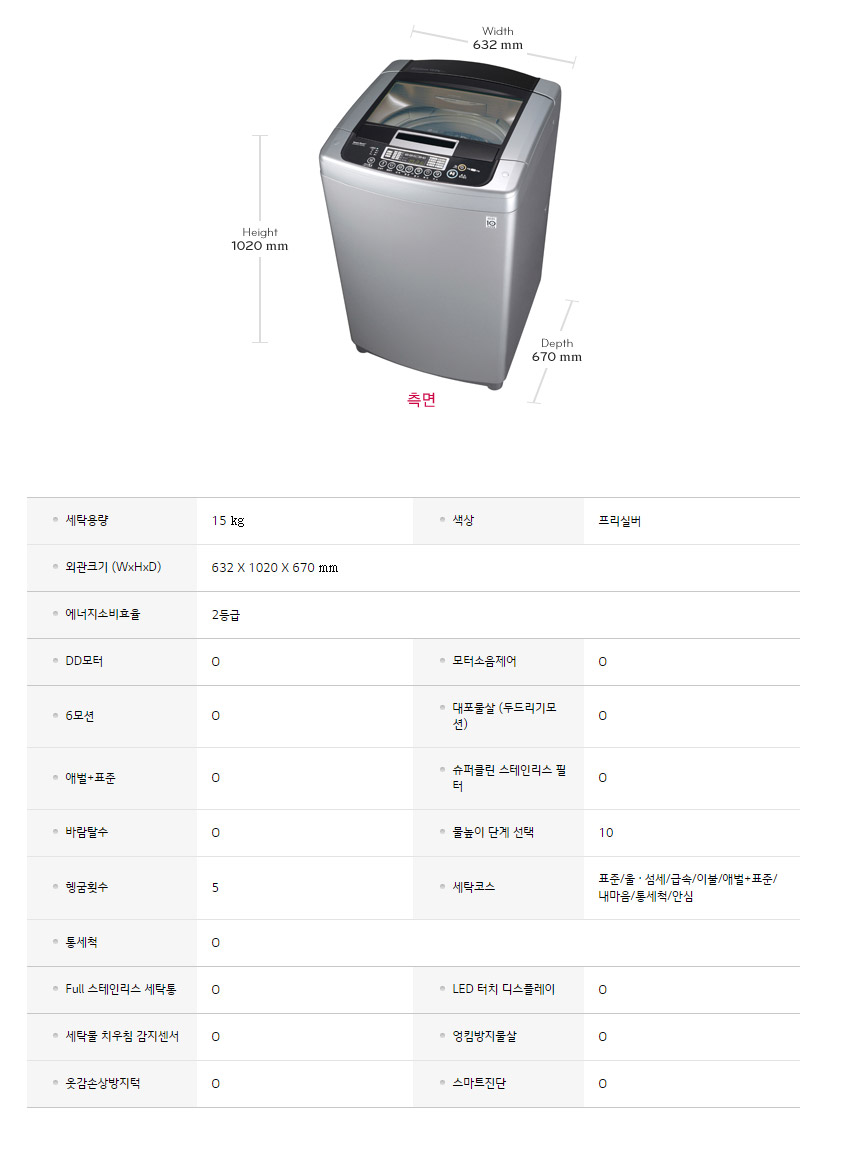 Width
632 mm
Height
1020 mm
Depth
670 mm
측면
세탁용량 15 kg 색상 프리실버
외관크기 (WxHxD) 632 X 1020 X 670 mm
에너지소비효율 2등급
DD모터 O 모터소음제어 O
6모션 O 대포물살 (두드리기모
션) O
애벌+표준 O 슈퍼클린 스테인리스 필
터 O
바람탈수 O 물높이 단계 선택 10
헹굼횟수 5 세탁코스 표준/울 · 섬세/급속/이불/애벌+표준/
내마음/통세척/안심
통세척 O
Full 스테인리스 세탁통 O LED 터치 디스플레이 O
세탁물 치우침 감지센서 O 엉킴방지물살 O
옷감손상방지턱 O 스마트진단 O